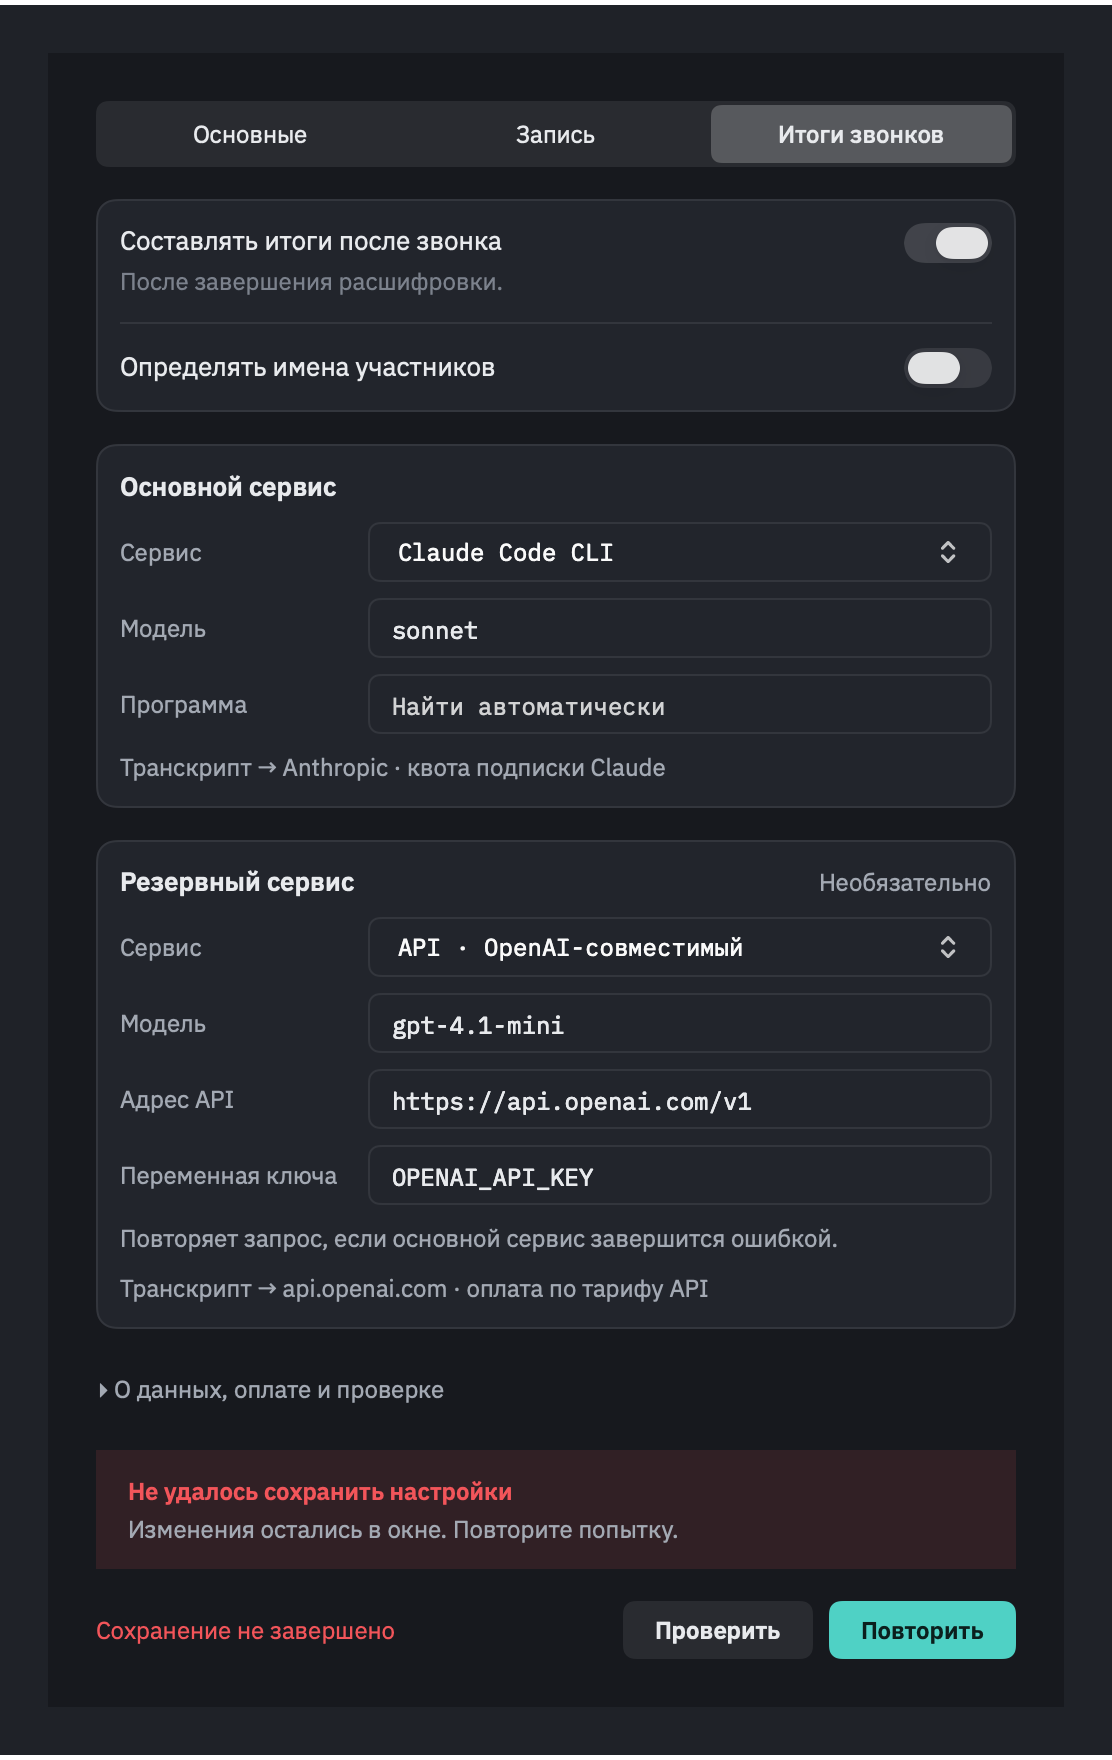 Основные
Запись
Итоги звонков
Составлять итоги после звонка
После завершения расшифровки.
Определять имена участников
Основной сервис
Сервис
Claude Code CLI
Модель
sonnet
Программа
Найти автоматически
Транскрипт → Anthropic · квота подписки Claude
Резервный сервис
Необязательно
Сервис
API · OpenAI-совместимый
Модель
gpt-4.1-mini
Адрес API
https://api.openai.com/v1
Переменная ключа
OPENAI_API_KEY
Повторяет запрос, если основной сервис завершится ошибкой.
Транскрипт → api.openai.com · оплата по тарифу API
О данных, оплате и проверке
Не удалось сохранить настройки
Изменения остались в окне. Повторите попытку.
Сохранение не завершено
Проверить
Повторить